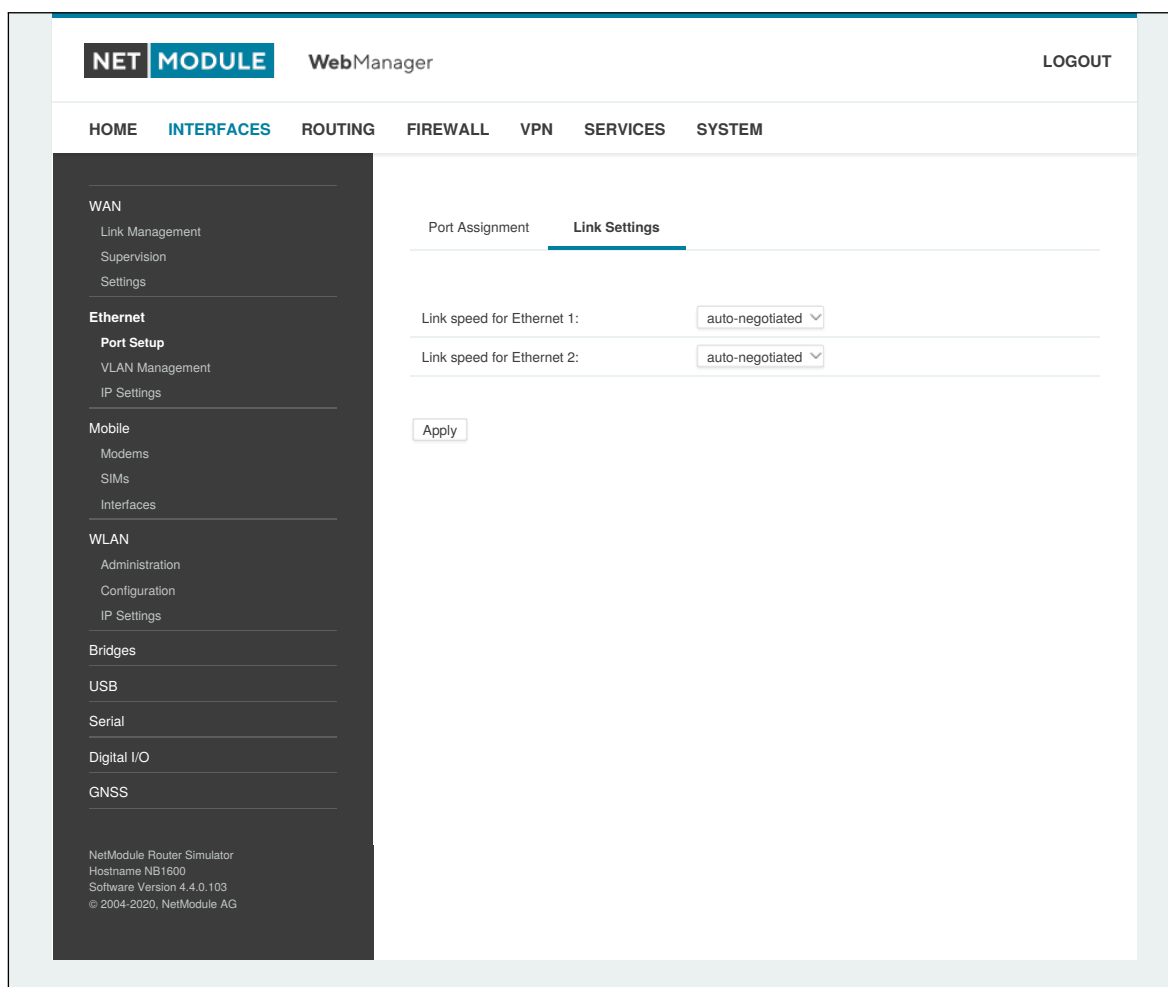 NET MODULE WebManager LOGOUT
HOME INTERFACES ROUTING FIREWALL VPN SERVICES SYSTEM
WAN
Link Management
Supervision
Settings
Ethernet
Port Setup
VLAN Management
IP Settings
Mobile
Modems
SIMs
Interfaces
WLAN
Administration
Configuration
IP Settings
Bridges
USB
Serial
Digital I/O
GNSS
NetModule Router Simulator
Hostname NB1600
Software Version 4.4.0.103
© 2004-2020, NetModule AG
Port Assignment Link Settings
Link speed for Ethernet 1: auto-negotiated
Link speed for Ethernet 2: auto-negotiated
Apply